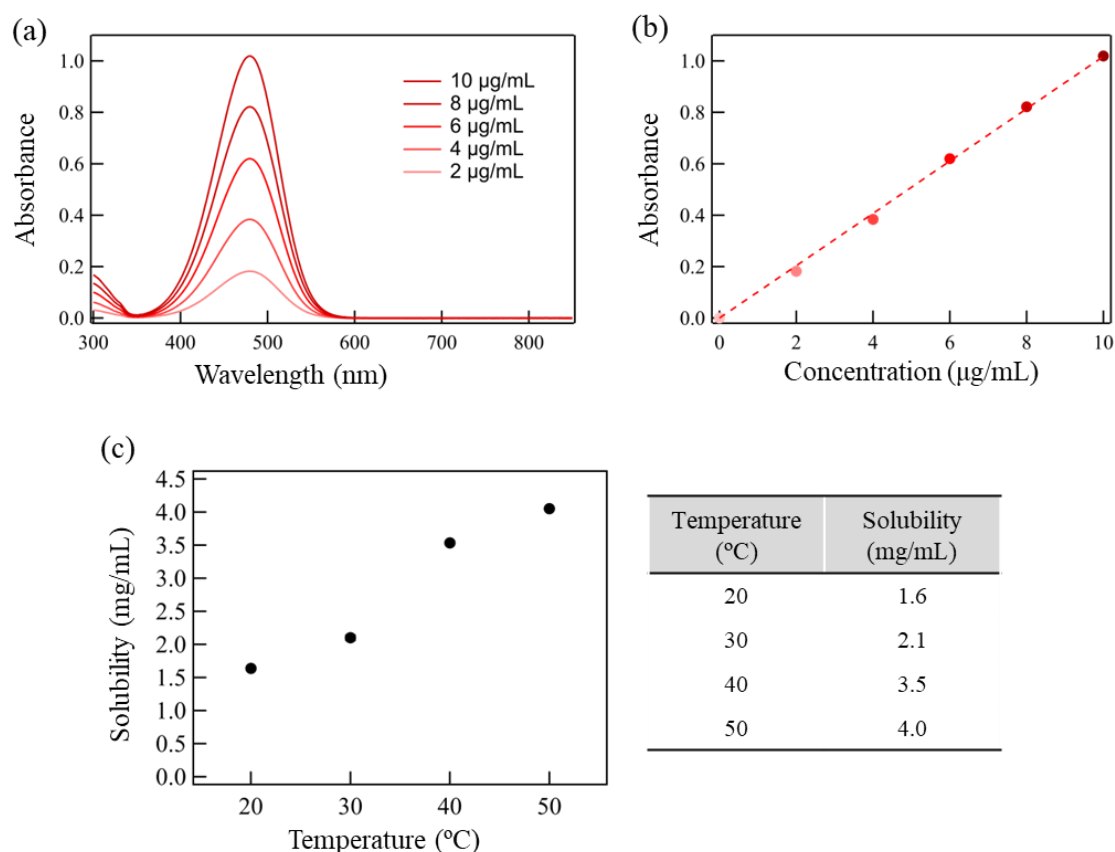 (a)
Absorbance
1.0
0.8
0.6
0.4
0.2
0.0
300
400
500
600
700
800
Wavelength (nm)
10 μg/mL
8 μg/mL
6 μg/mL
4 μg/mL
2 μg/mL
(b)
Absorbance
1.0
0.8
0.6
0.4
0.2
0.0
0
2
4
6
8
10
Concentration (μg/mL)
(c)
Solubility (mg/mL)
4.5
4.0
3.5
3.0
2.5
2.0
1.5
1.0
0.5
0.0
20
30
40
50
Temperature (ºC)
Temperature (ºC) Solubility (mg/mL)
20 1.6
30 2.1
40 3.5
50 4.0